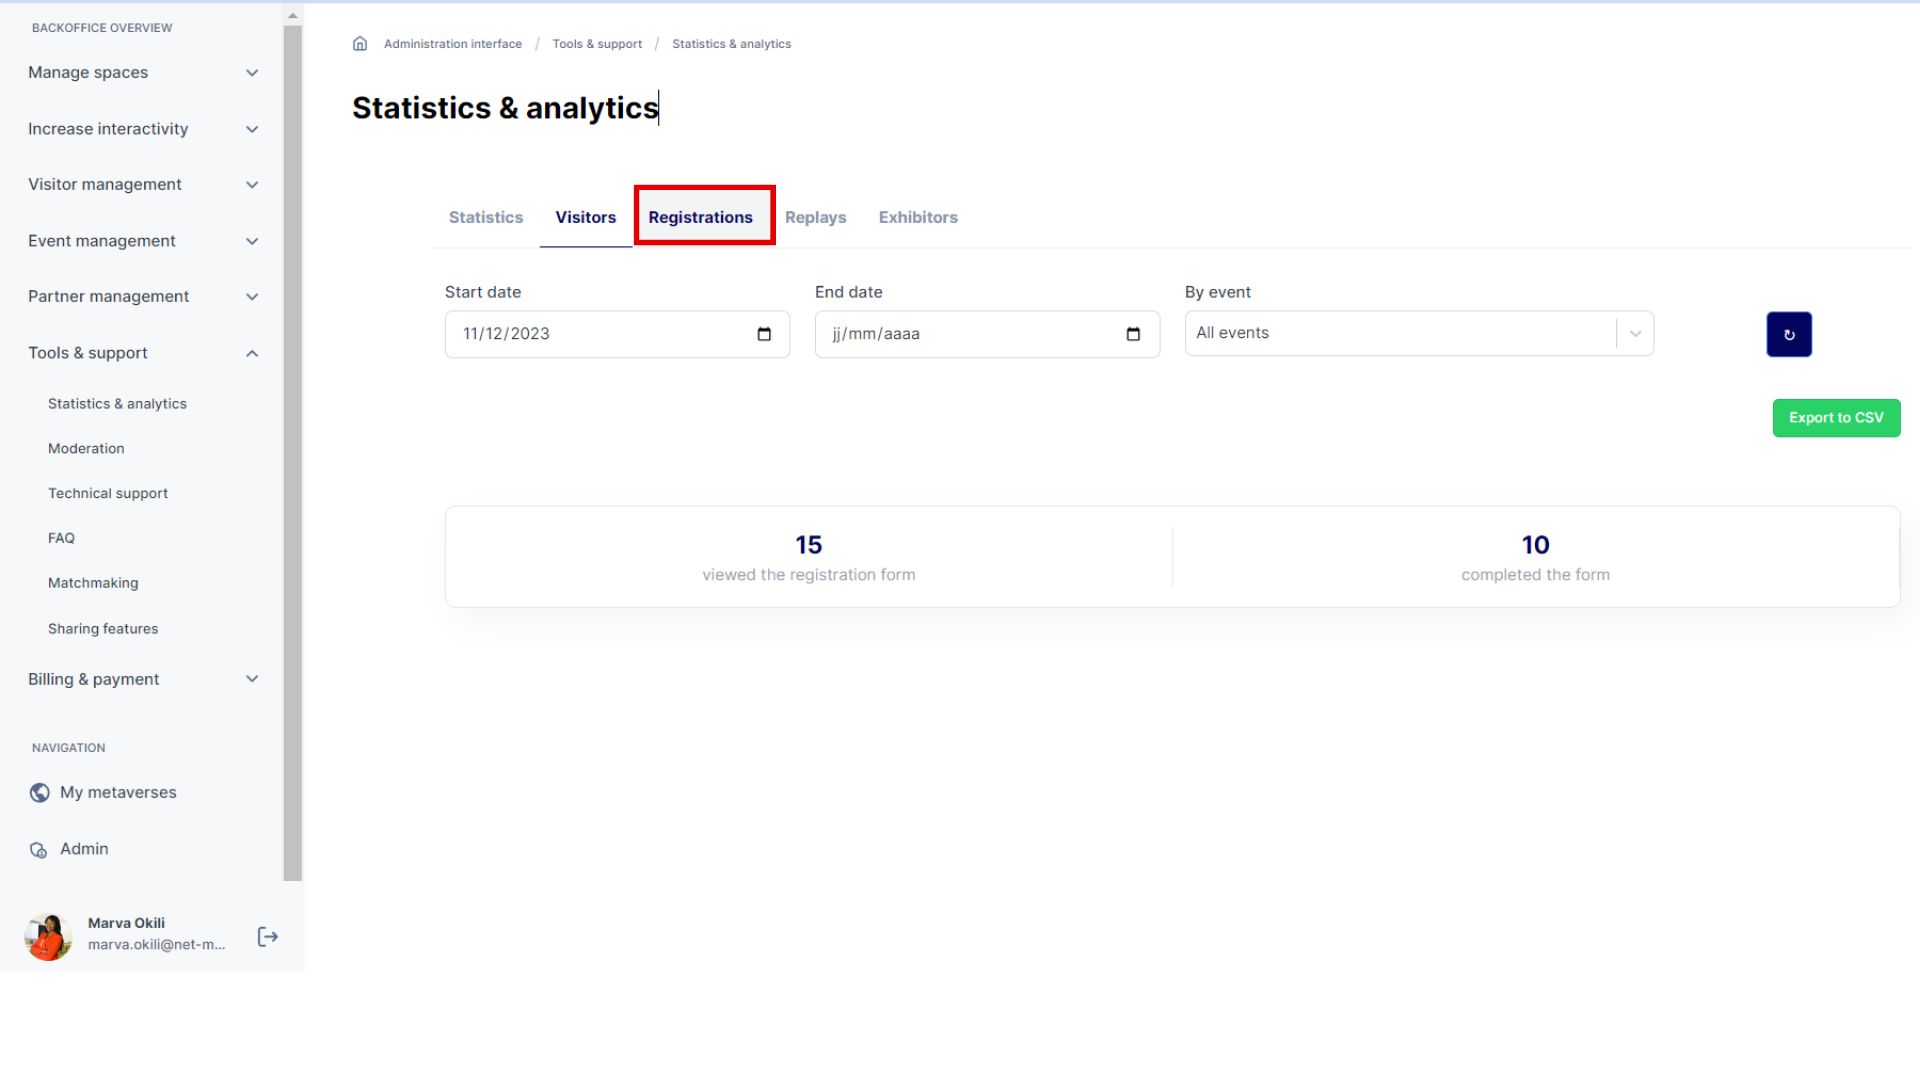 BACKOFFICE OVERVIEW
Manage spaces
Increase interactivity
Visitor management
Event management
Partner management
Tools & support
Statistics & analytics
Moderation
Technical support
FAQ
Matchmaking
Sharing features
Billing & payment
NAVIGATION
My metaverses
Admin
Marva Okili
marva.okili@net-m...
Administration interface / Tools & support / Statistics & analytics
Statistics & analytics
Statistics Visitors Registrations Replays Exhibitors
Start date End date By event
11/12/2023 jj/mm/aaaa All events
Export to CSV
15 10
viewed the registration form completed the form